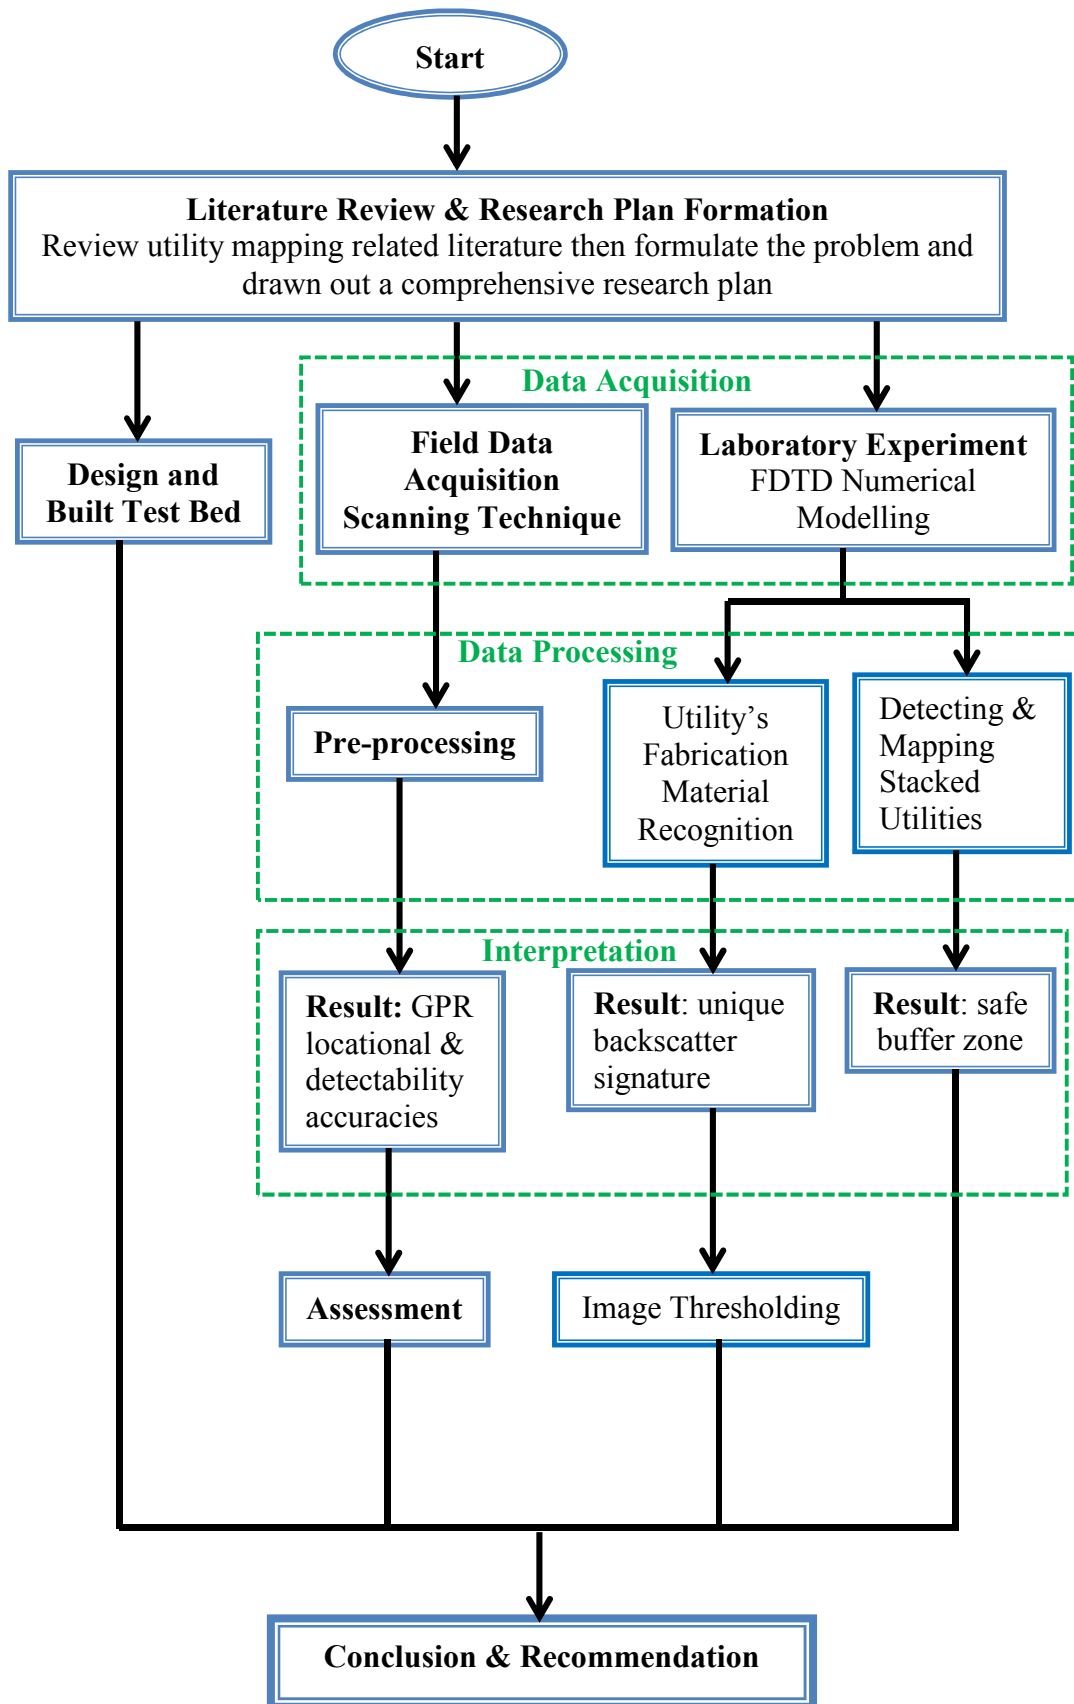 Start
Literature Review & Research Plan Formation
Review utility mapping related literature then formulate the problem and
drawn out a comprehensive research plan
Data Acquisition
Design and
Built Test Bed
Field Data
Acquisition
Scanning Technique
Laboratory Experiment
FDTD Numerical
Modelling
Data Processing
Pre-processing
Utility’s
Fabrication
Material
Recognition
Detecting &
Mapping
Stacked
Utilities
Interpretation
Result: GPR
locational &
detectability
accuracies
Result: unique
backscatter
signature
Result: safe
buffer zone
Assessment
Image Thresholding
Conclusion & Recommendation